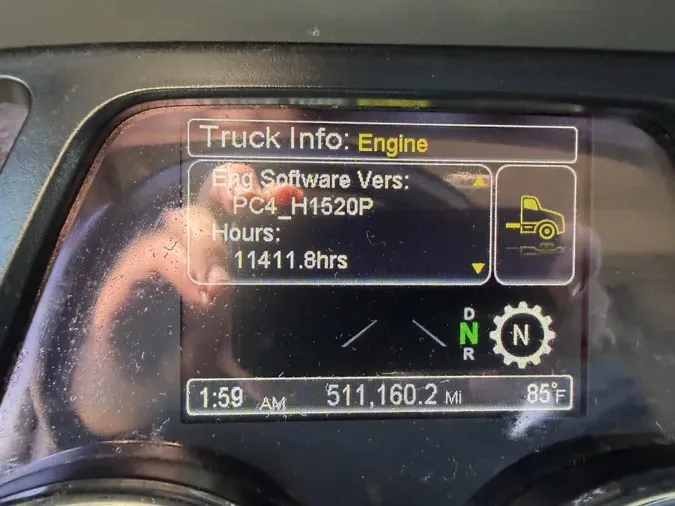 Truck Info: Engine
Eng Software Vers:
PC4_H1520P
Hours:
11411.8hrs
D
N
R
N
1:59 AM 511,160.2 Mi 85°F